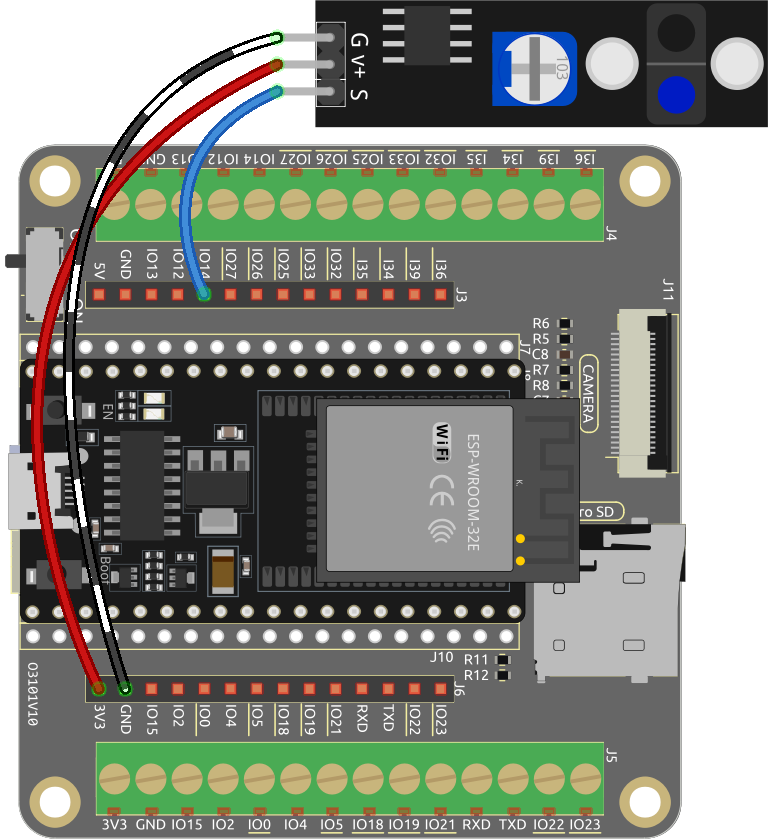 G
V+
S
103
GND
IO13
IO12
IO14
IO27
IO26
IO25
IO33
IO32
I35
I34
I39
I36
J4
5V
GND
IO13
IO12
IO14
IO27
IO26
IO25
IO33
IO32
I35
I34
I39
I36
J3
ON
J11
R6
R5
C8
R7
R8
J7
CAMERA
EN
WiFi
ESP-WROOM-32E
CE
K.
ro SD
Boot
J10
R11
R12
O3101V10
J6
3V3
GND
IO15
IO2
IO0
IO4
IO5
IO18
IO19
IO21
RXD
TXD
IO22
IO23
J5
3V3
GND
IO15
IO2
IO0
IO4
IO5
IO18
IO19
IO21
RXD
TXD
IO22
IO23